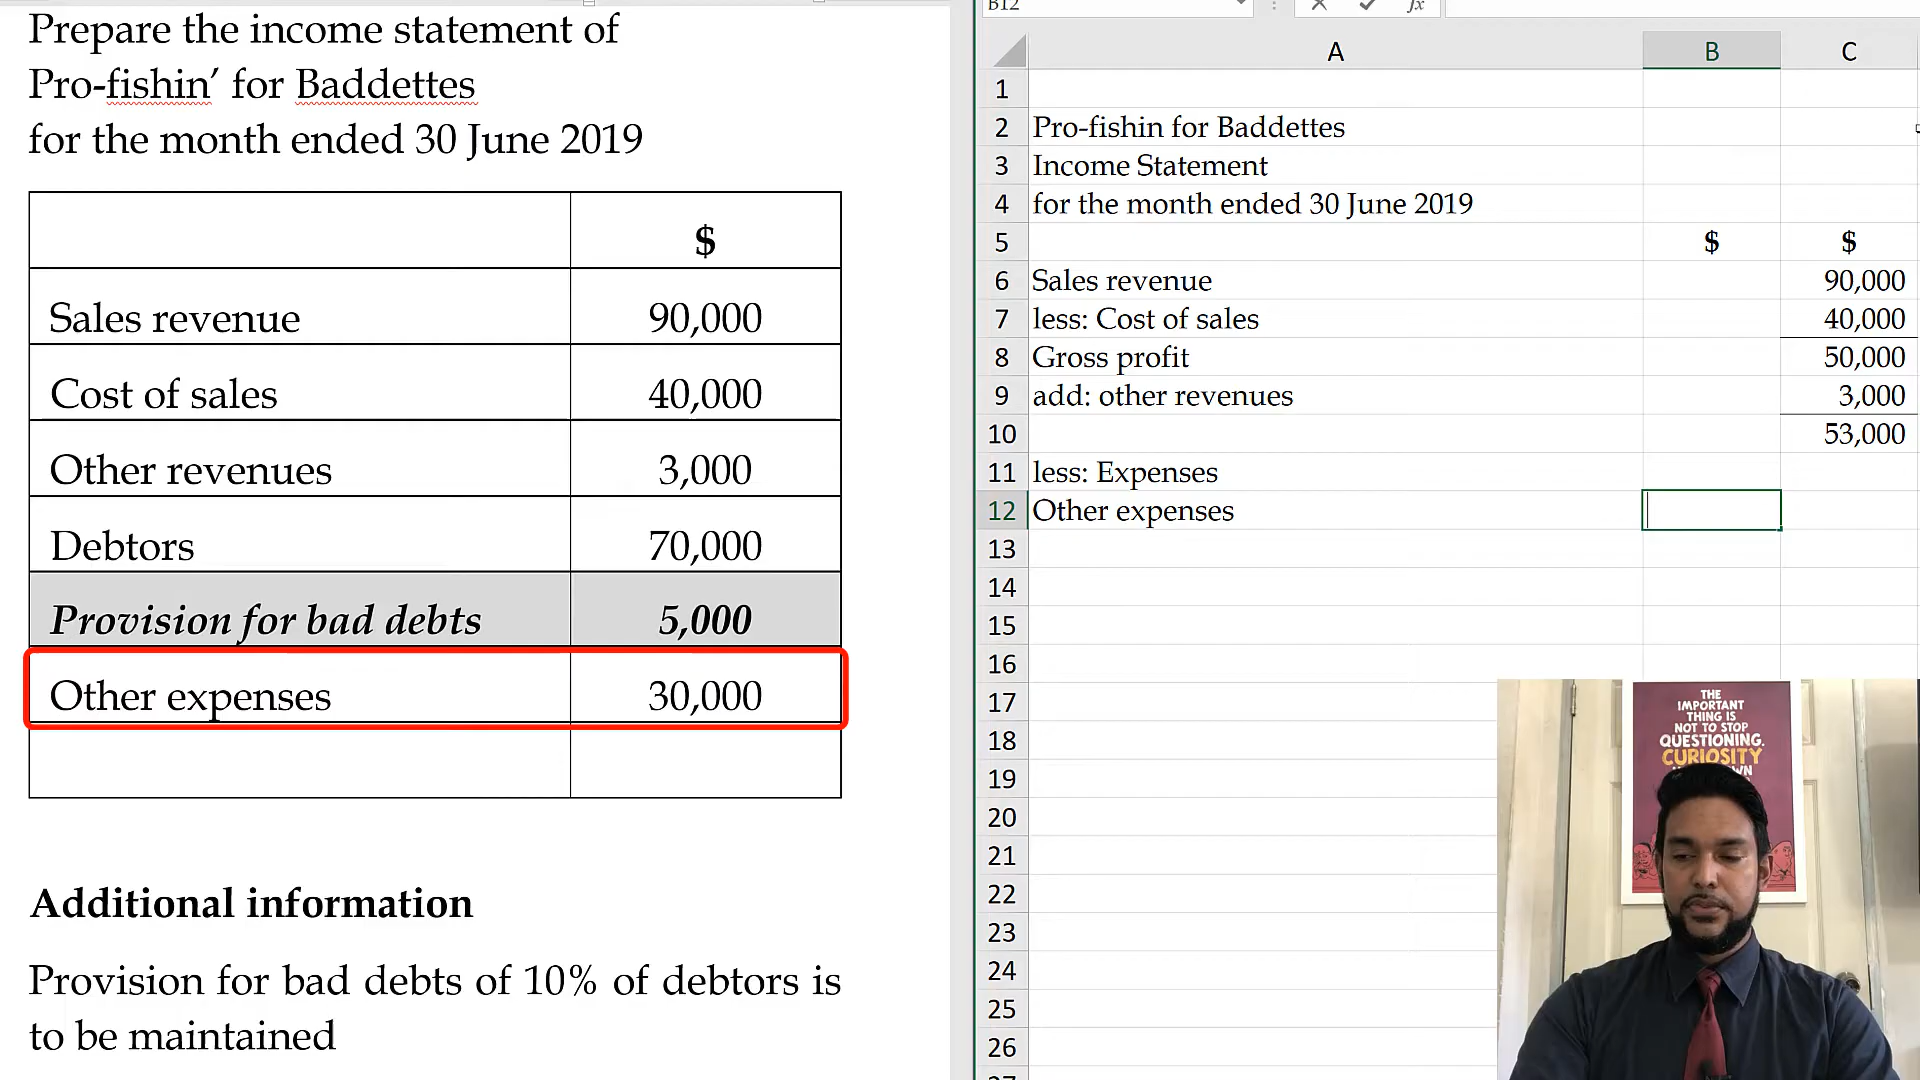 Prepare the income statement of
Pro-fishin’ for Baddettes
for the month ended 30 June 2019
$
Sales revenue 90,000
Cost of sales 40,000
Other revenues 3,000
Debtors 70,000
Provision for bad debts 5,000
Other expenses 30,000
Additional information
Provision for bad debts of 10% of debtors is
to be maintained
B12 fx
A B C
1
2 Pro-fishin for Baddettes
3 Income Statement
4 for the month ended 30 June 2019
5 $ $
6 Sales revenue 90,000
7 less: Cost of sales 40,000
8 Gross profit 50,000
9 add: other revenues 3,000
10 53,000
11 less: Expenses
12 Other expenses
13
14
15
16
17
18
19
20
21
22
23
24
25
26
THE
IMPORTANT
THING IS
NOT TO STOP
QUESTIONING.
CURIOSITY